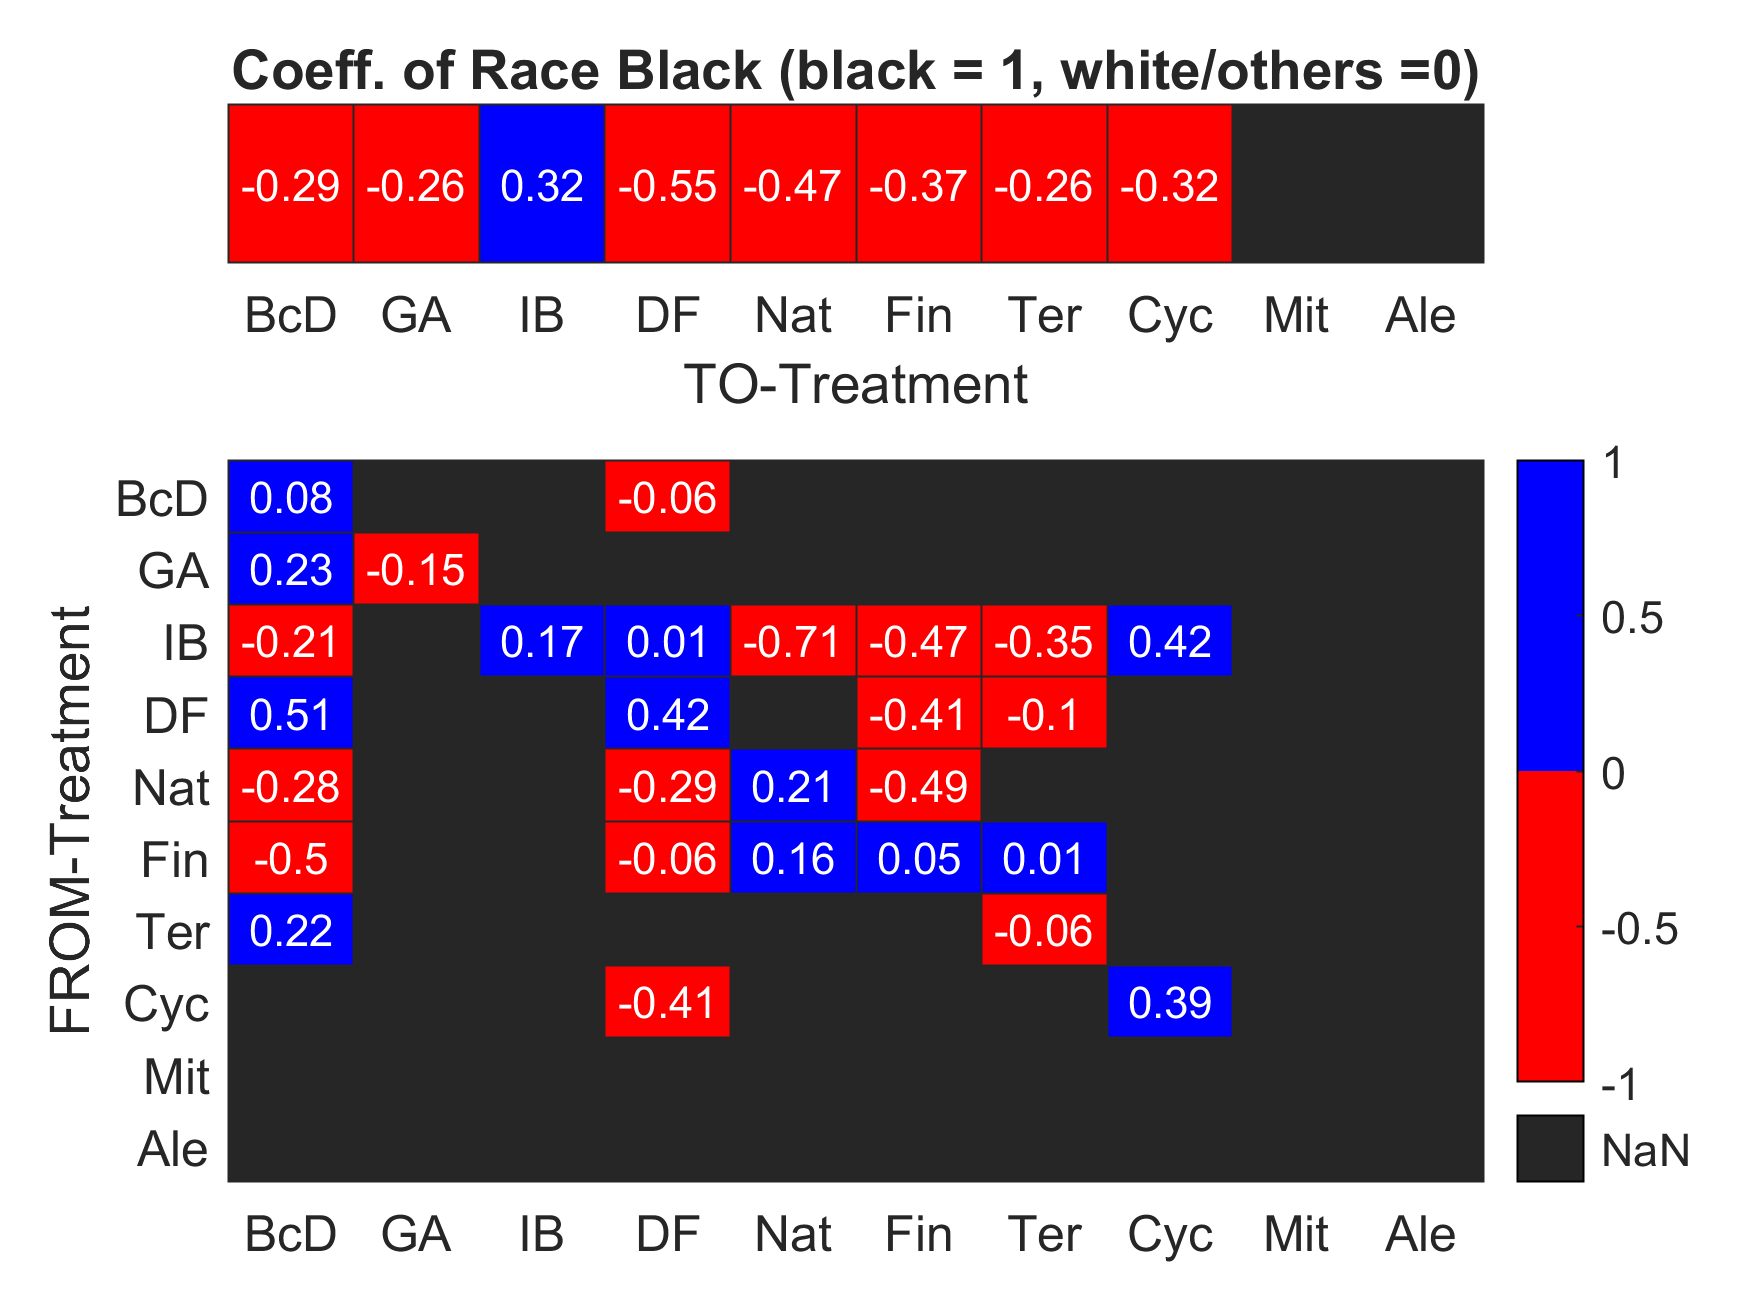 Coeff. of Race Black (black = 1, white/others =0)
-0.29 -0.26 0.32 -0.55 -0.47 -0.37 -0.26 -0.32
BcD GA IB DF Nat Fin Ter Cyc Mit Ale
TO-Treatment
FROM-Treatment
BcD 0.08 -0.06
GA 0.23 -0.15
IB -0.21 0.17 0.01 -0.71 -0.47 -0.35 0.42
DF 0.51 0.42 -0.41 -0.1
Nat -0.28 -0.29 0.21 -0.49
Fin -0.5 -0.06 0.16 0.05 0.01
Ter 0.22 -0.06
Cyc -0.41 0.39
Mit
Ale
BcD GA IB DF Nat Fin Ter Cyc Mit Ale
1
0.5
0
-0.5
-1
NaN